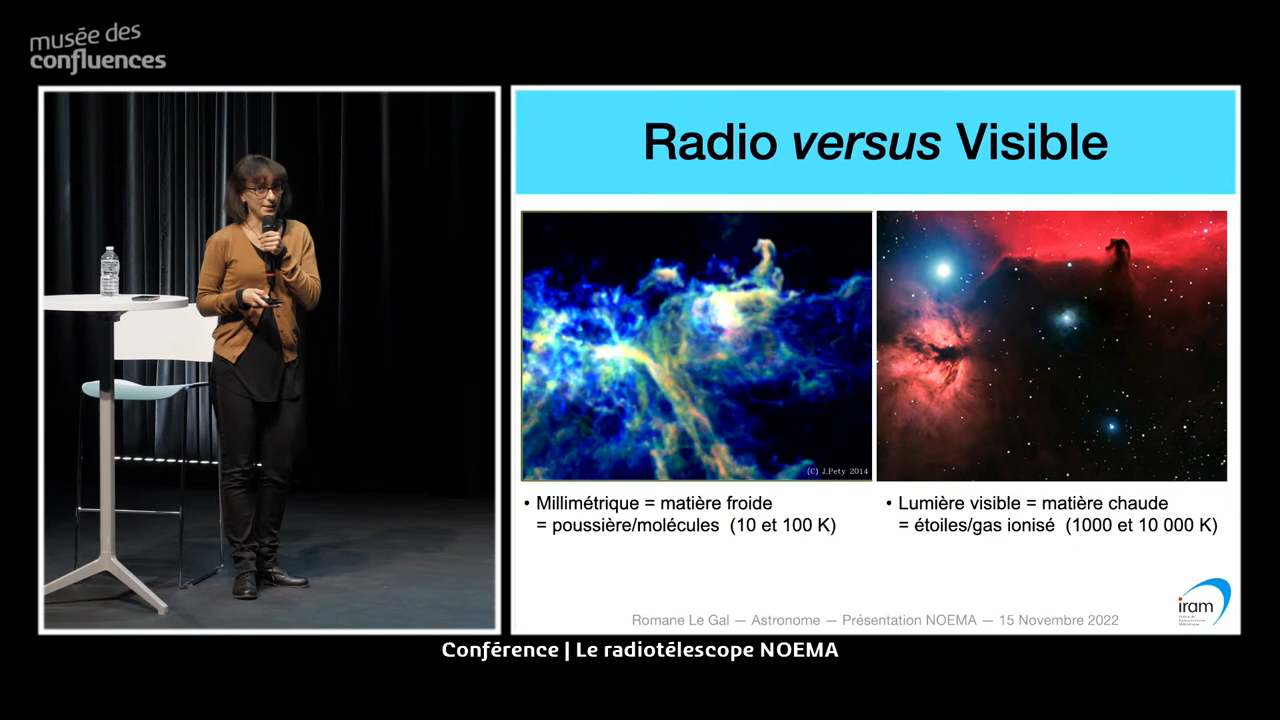 musée des
confluences
Radio versus Visible
(C) J.Pety 2014
• Millimétrique = matière froide
= poussière/molécules (10 et 100 K)
• Lumière visible = matière chaude
= étoiles/gas ionisé (1000 et 10 000 K)
iram
Romane Le Gal — Astronome — Présentation NOEMA — 15 Novembre 2022
Conférence | Le radiotélescope NOEMA